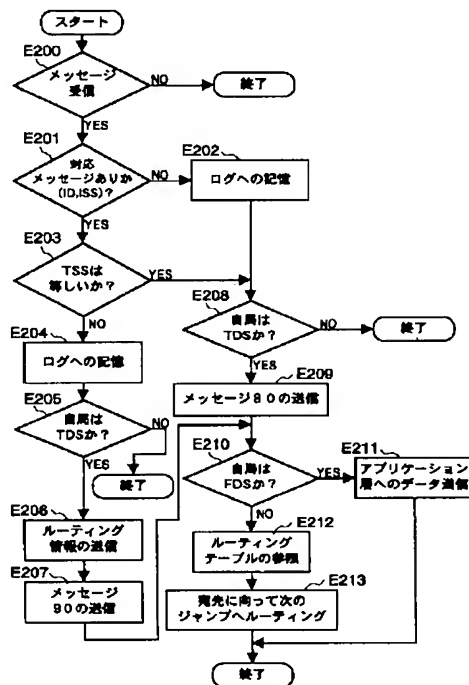 スタート
E200
メッセージ
受信
NO
終了
YES
E201
対応
メッセージありか
(ID,ISS)?
NO
E202
ログへの記憶
YES
E203
TSSは
等しいか?
YES
NO
E204
ログへの記憶
E205
自局は
TDSか?
NO
終了
YES
E206
ルーティング
情報の送信
E207
メッセージ
90の送信
E208
自局は
TDSか?
NO
終了
YES
E209
メッセージ80の送信
E210
自局は
FDSか?
YES
E211
アプリケーション
層へのデータ送信
NO
E212
ルーティング
テーブルの参照
E213
宛先に向って次の
ジャンプへルーティング
終了